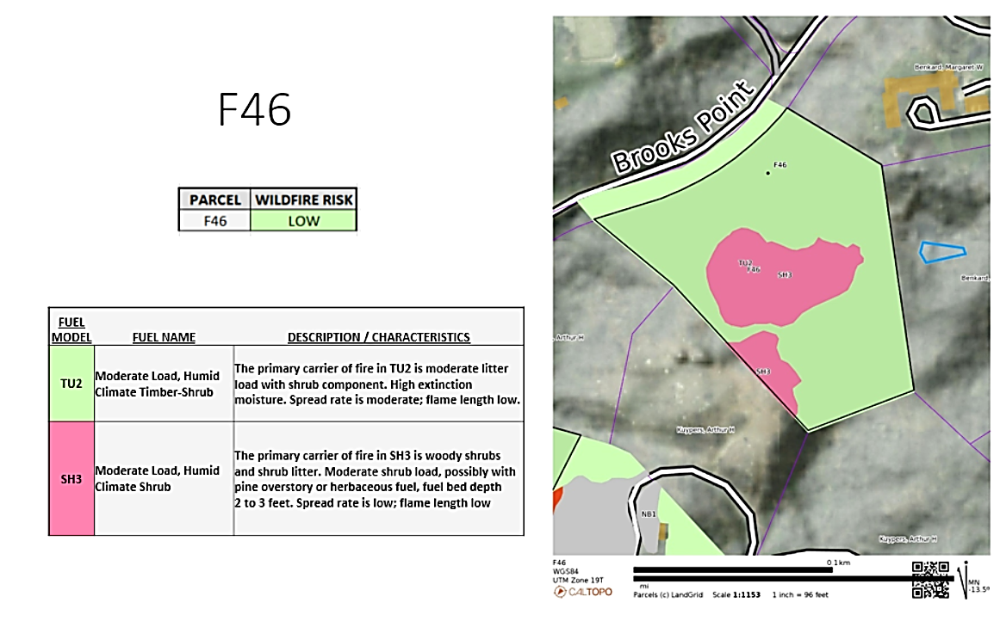 F46
PARCEL WILDFIRE RISK
F46 LOW
FUEL
MODEL FUEL NAME DESCRIPTION / CHARACTERISTICS
TU2
Moderate Load, Humid
Climate Timber-Shrub
The primary carrier of fire in TU2 is moderate litter
load with shrub component. High extinction
moisture. Spread rate is moderate; flame length low.
SH3
Moderate Load, Humid
Climate Shrub
The primary carrier of fire in SH3 is woody shrubs
and shrub litter. Moderate shrub load, possibly with
pine overstory or herbaceous fuel, fuel bed depth
2 to 3 feet. Spread rate is low; flame length low
Benkard, Margaret W
Brooks Point
F46
TU2
F46
SH3
Benkard,
, Arthur H
SH3
Kuypers, Arthur H
NB1
Kuypers, Arthur H
F46
WGS84
UTM Zone 19T
CALTOPO
0.1 km
mi
Parcels (c) LandGrid Scale 1:1153 1 inch = 96 feet
MN
-13.5°